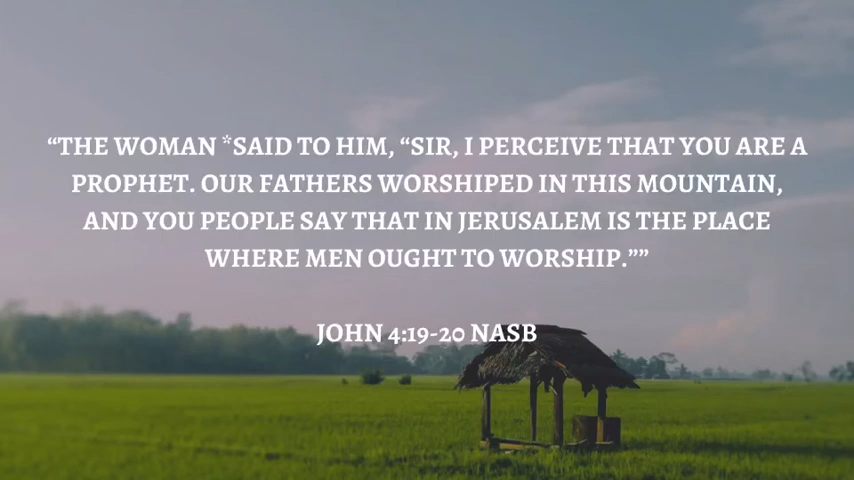 “THE WOMAN *SAID TO HIM, “SIR, I PERCEIVE THAT YOU ARE A
PROPHET. OUR FATHERS WORSHIPED IN THIS MOUNTAIN,
AND YOU PEOPLE SAY THAT IN JERUSALEM IS THE PLACE
WHERE MEN OUGHT TO WORSHIP.””
JOHN 4:19-20 NASB